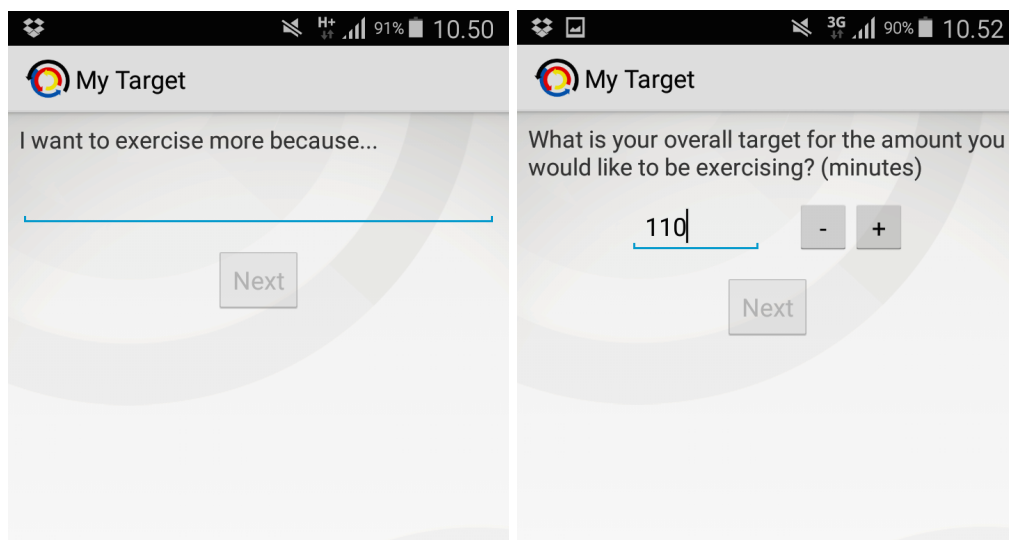 H+ 91% 10.50
My Target
I want to exercise more because...
Next
3G 90% 10.52
My Target
What is your overall target for the amount you
would like to be exercising? (minutes)
110 - +
Next